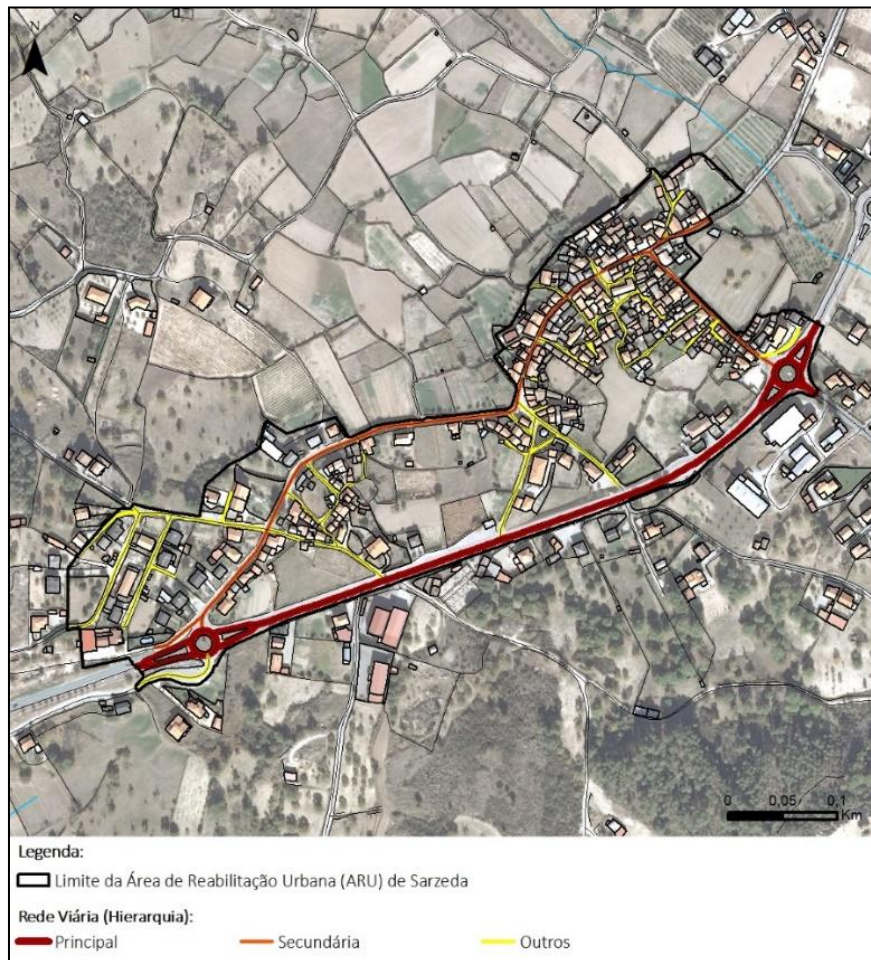 N
0 0,05 0,1
Km
Legenda:
Limite da Área de Reabilitação Urbana (ARU) de Sarzeda
Rede Viária (Hierarquia):
Principal Secundária Outros